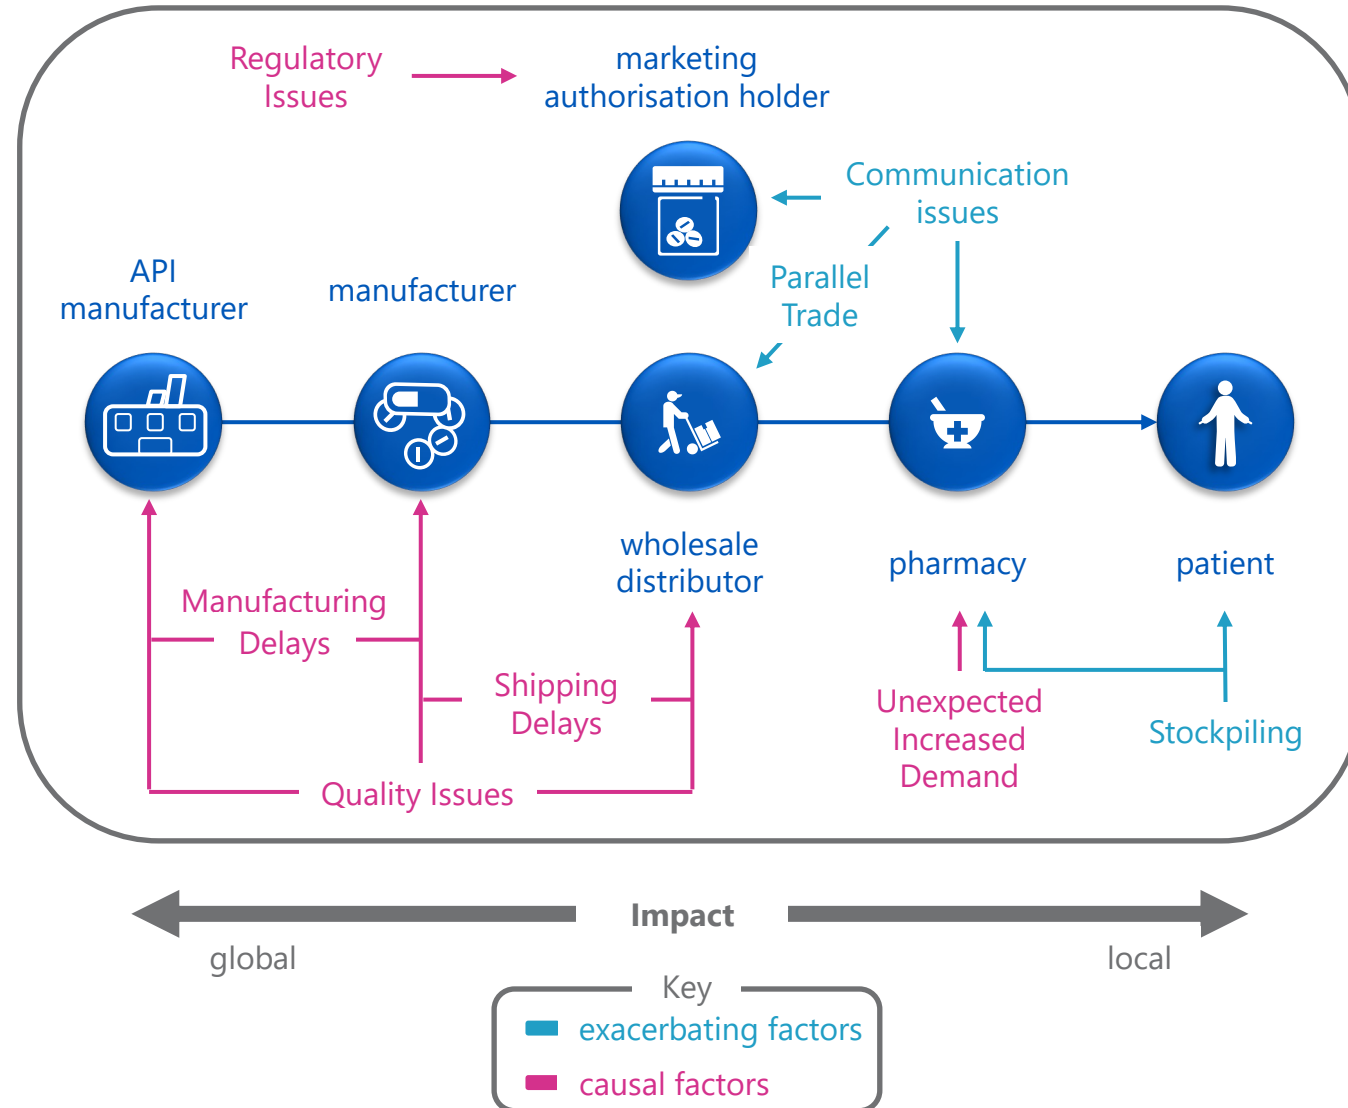 Regulatory
Issues
marketing
authorisation holder
Communication
issues
API
manufacturer
manufacturer
Parallel
Trade
wholesale
distributor
pharmacy
patient
Manufacturing
Delays
Shipping
Delays
Unexpected
Increased
Demand
Stockpiling
Quality Issues
Impact
global
local
Key
exacerbating factors
causal factors